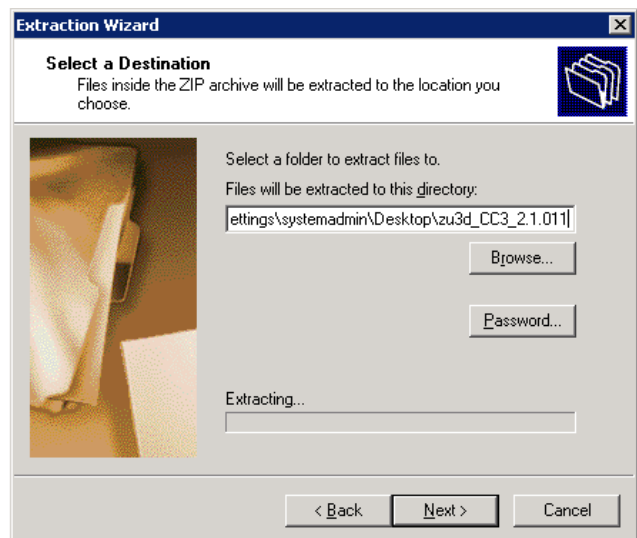 Extraction Wizard
Select a Destination
Files inside the ZIP archive will be extracted to the location you
choose.
Select a folder to extract files to.
Files will be extracted to this directory:
ettings\systemadmin\Desktop\zu3d_CC3_2.1.011
Browse...
Password...
Extracting...
< Back Next > Cancel